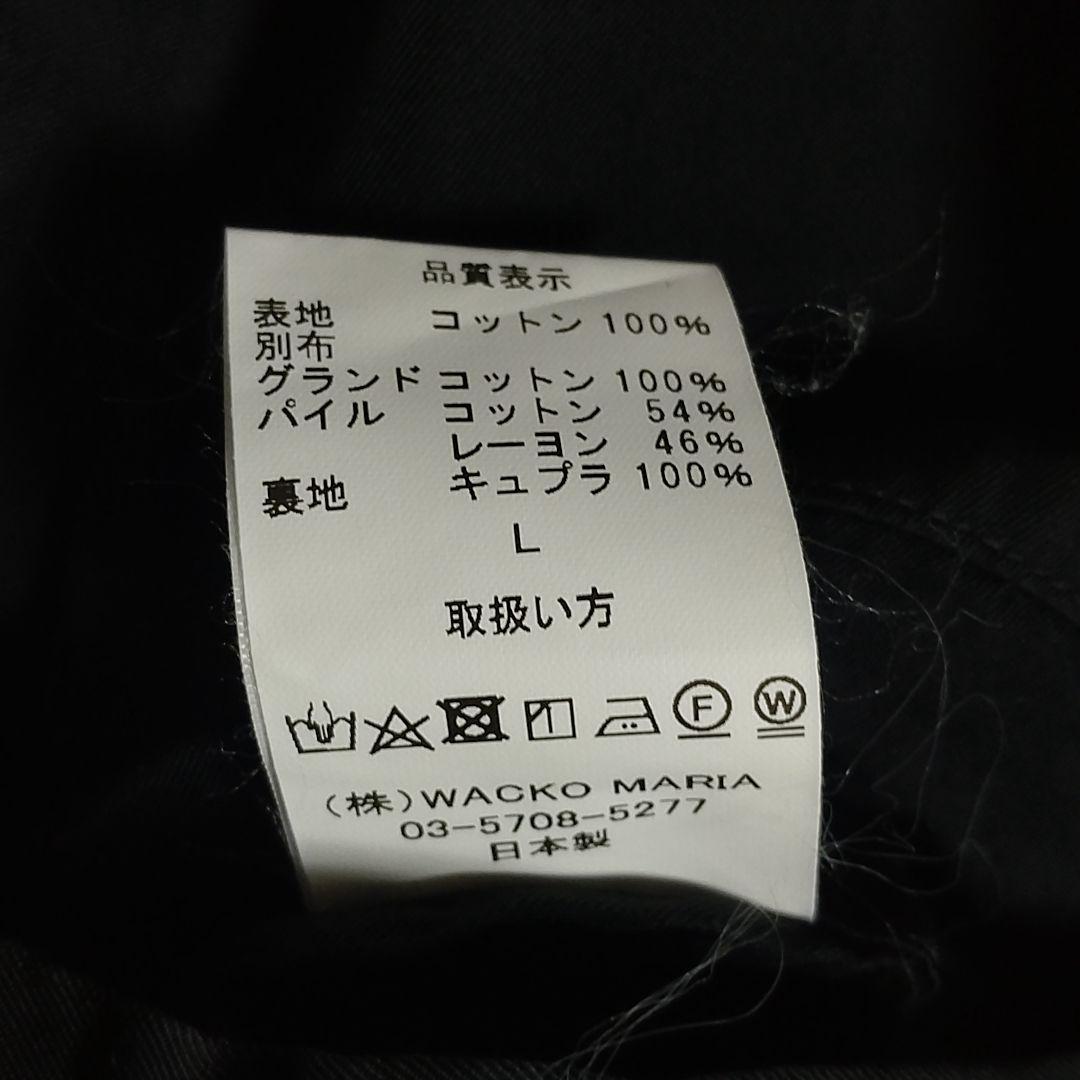 品質表示
表地 コットン 100%
別布
グランド コットン 100%
パイル コットン 54%
レーヨン 46%
裏地 キュプラ 100%
L
取扱い方
F W
(株)WACKO MARIA
03-5708-5277
日本製